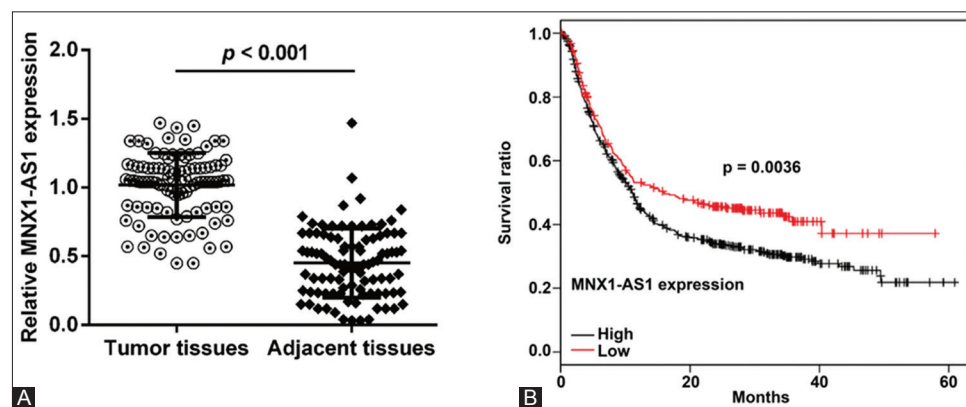 p < 0.001
Relative MNX1-AS1 expression
2.0
1.5
1.0
0.5
0.0
Tumor tissues
Adjacent tissues
A
Survival ratio
1.0
0.8
0.6
0.4
0.2
0.0
p = 0.0036
MNX1-AS1 expression
High
Low
0
20
40
60
Months
B